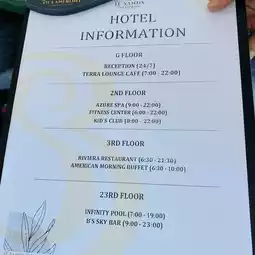 HOTEL
INFORMATION
G FLOOR
RECEPTION (24/7)
TERRA LOUNGE CAFE (7:00 - 22:00)
2ND FLOOR
AZURE SPA (9:00 - 22:00)
FITNESS CENTER (6:00 - 22:00)
KID'S CLUB (8:00 - 22:00)
3RD FLOOR
RIVIERA RESTAURANT (6:30 - 21:30)
AMERICAN MORNING BUFFET (6:30 - 10:00)
23RD FLOOR
INFINITY POOL (7:00 - 19:00)
B'S SKY BAR (9:00 - 23:00)